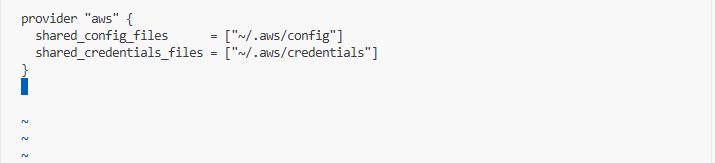 provider "aws" {
  shared_config_files      = ["~/.aws/config"]
  shared_credentials_files = ["~/.aws/credentials"]
}
~
~
~